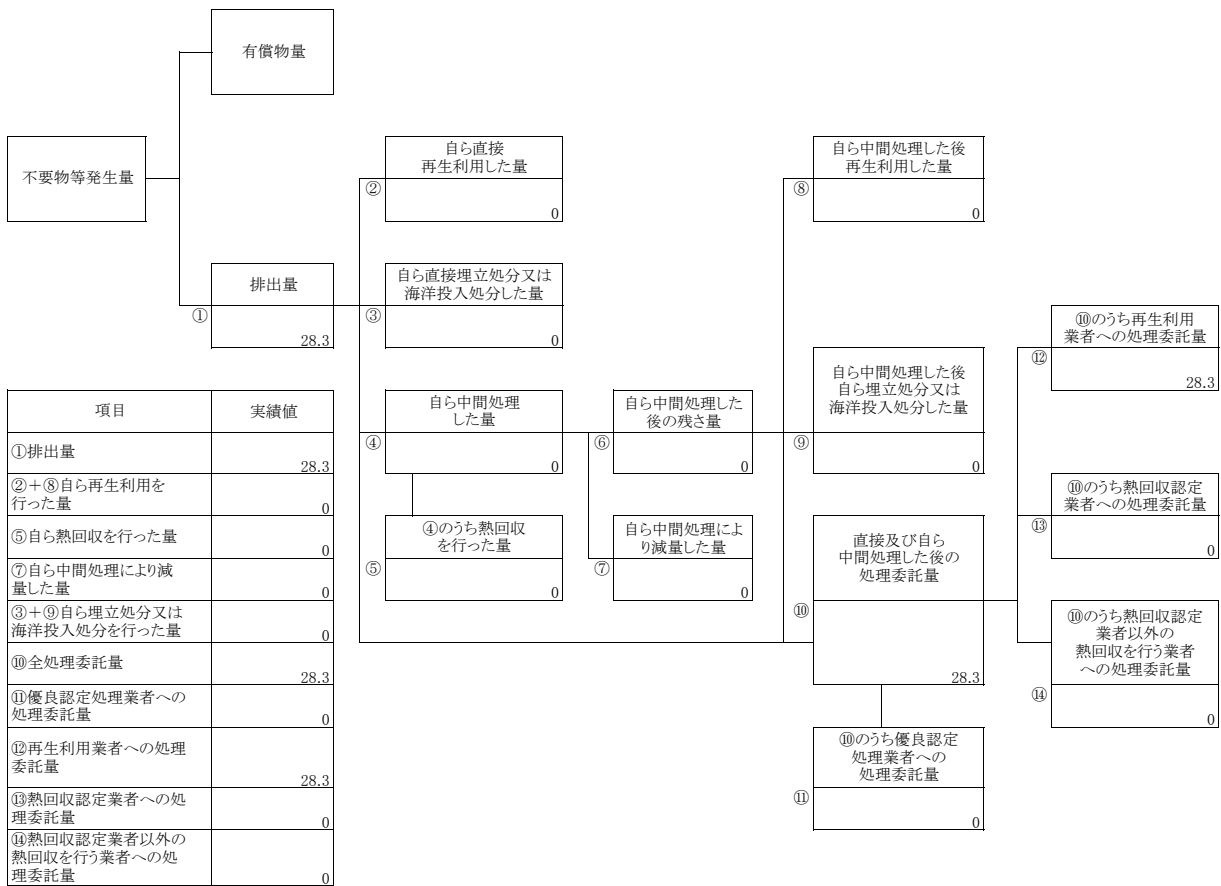 有償物量
不要物等発生量
自ら直接
再生利用した量
②
0
自ら中間処理した後
再生利用した量
⑧
0
排出量
①
28.3
自ら直接埋立処分又は
海洋投入処分した量
③
0
⑩のうち再生利用
業者への処理委託量
⑫
28.3
自ら中間処理
した量
④
0
自ら中間処理した
後の残さ量
⑥
0
自ら中間処理した後
自ら埋立処分又は
海洋投入処分した量
⑨
0
⑩のうち熱回収認定
業者への処理委託量
⑬
0
④のうち熱回収
を行った量
⑤
0
自ら中間処理によ
り減量した量
⑦
0
直接及び自ら
中間処理した後の
処理委託量
⑩
28.3
⑩のうち熱回収認定
業者以外の
熱回収を行う業者
への処理委託量
⑭
0
⑩のうち優良認定
処理業者への
処理委託量
⑪
0
項目 実績値
①排出量
28.3
②+⑧自ら再生利用を
行った量
0
⑤自ら熱回収を行った量
0
⑦自ら中間処理により減
量した量
0
③+⑨自ら埋立処分又は
海洋投入処分を行った量
0
⑩全処理委託量
28.3
⑪優良認定処理業者への
処理委託量
0
⑫再生利用業者への処理
委託量
28.3
⑬熱回収認定業者への処
理委託量
0
⑭熱回収認定業者以外の
熱回収を行う業者への処
理委託量
0